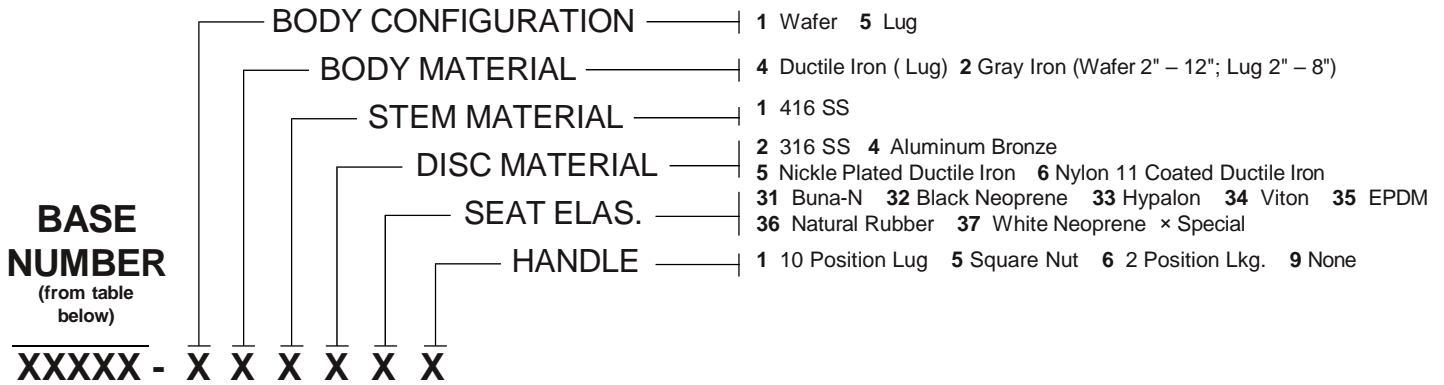 BODY CONFIGURATION 1 Wafer 5 Lug
BODY MATERIAL 4 Ductile Iron ( Lug) 2 Gray Iron (Wafer 2" – 12"; Lug 2" – 8")
STEM MATERIAL 1 416 SS
DISC MATERIAL 2 316 SS 4 Aluminum Bronze
5 Nickle Plated Ductile Iron 6 Nylon 11 Coated Ductile Iron
SEAT ELAS. 31 Buna-N 32 Black Neoprene 33 Hypalon 34 Viton 35 EPDM
36 Natural Rubber 37 White Neoprene × Special
HANDLE 1 10 Position Lug 5 Square Nut 6 2 Position Lkg. 9 None
BASE
NUMBER
(from table
below)
XXXXX - X X X X X X